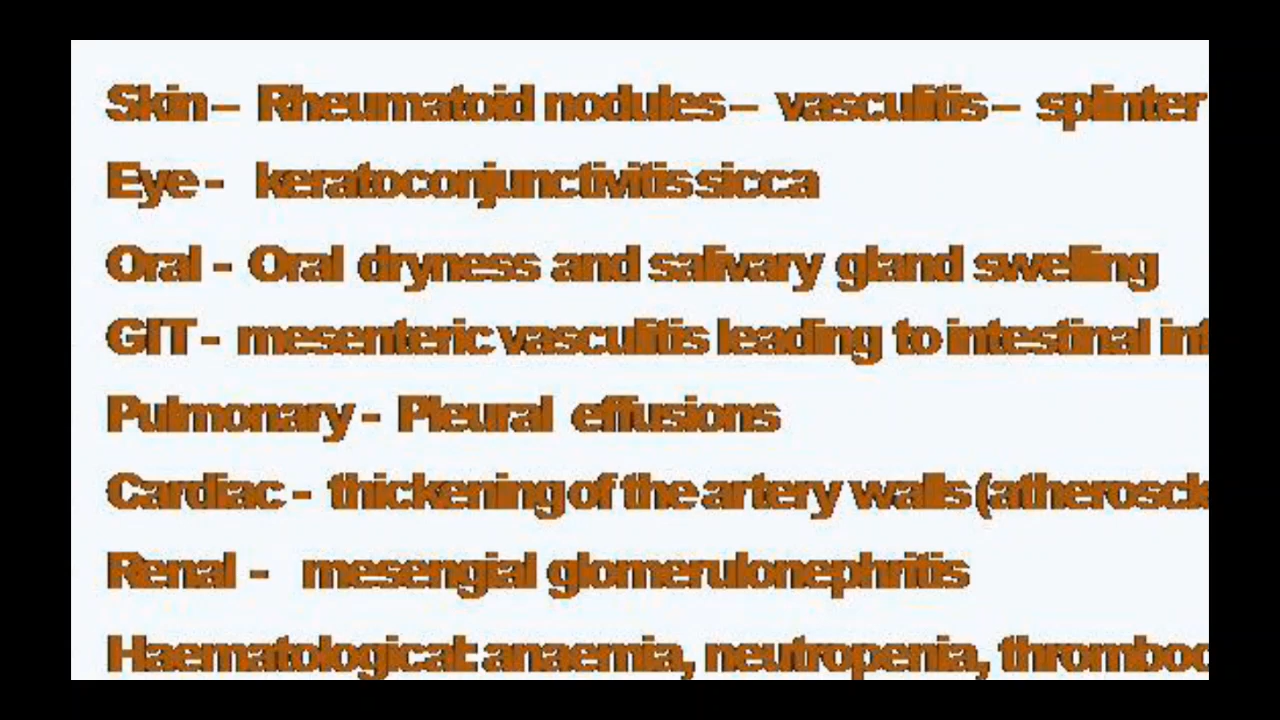 Skin – Rheumatoid nodules – vasculitis – splinter
Eye - keratoconjunctivitis sicca
Oral - Oral dryness and salivary gland swelling
GIT - mesenteric vasculitis leading to intestinal
Pulmonary - Pleural effusions
Cardiac - thickening of the artery walls
Renal - mesengial glomerulonephritis
Haematological: anaemia, neutropenia,